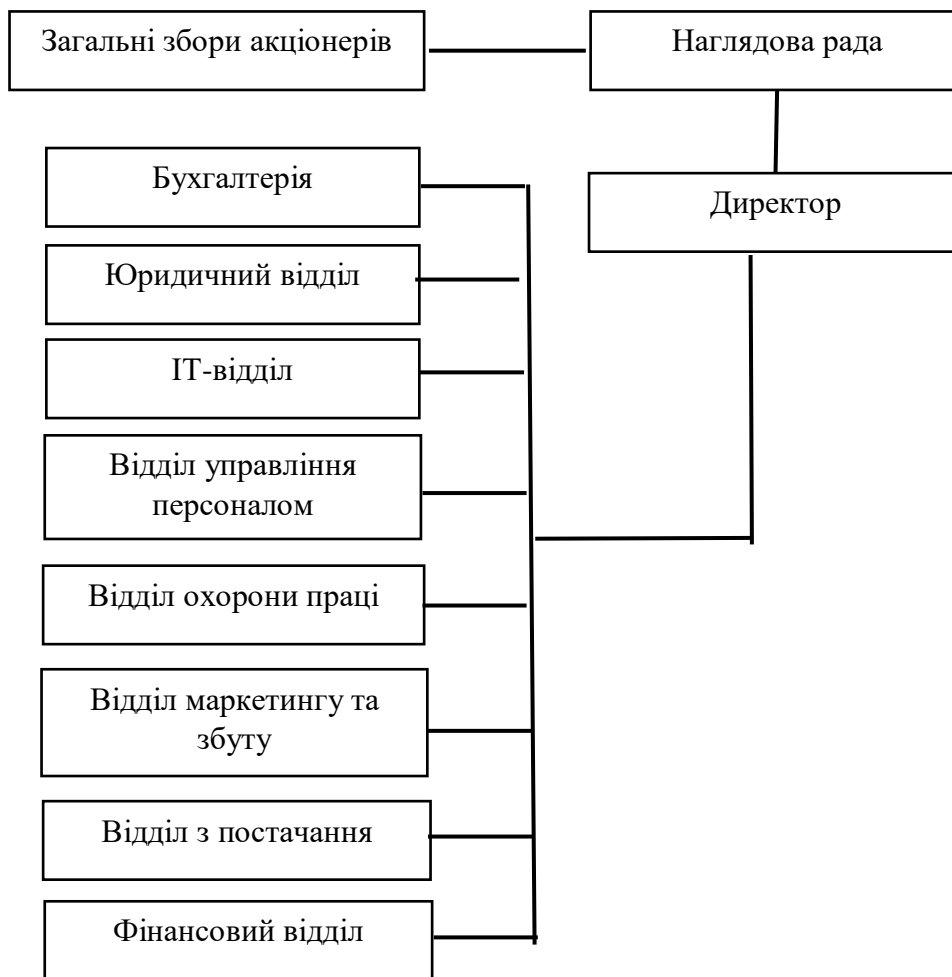 Загальні збори акціонерів
Наглядова рада
Бухгалтерія
Директор
Юридичний відділ
ІТ-відділ
Відділ управління
персоналом
Відділ охорони праці
Відділ маркетингу та
збуту
Відділ з постачання
Фінансовий відділ